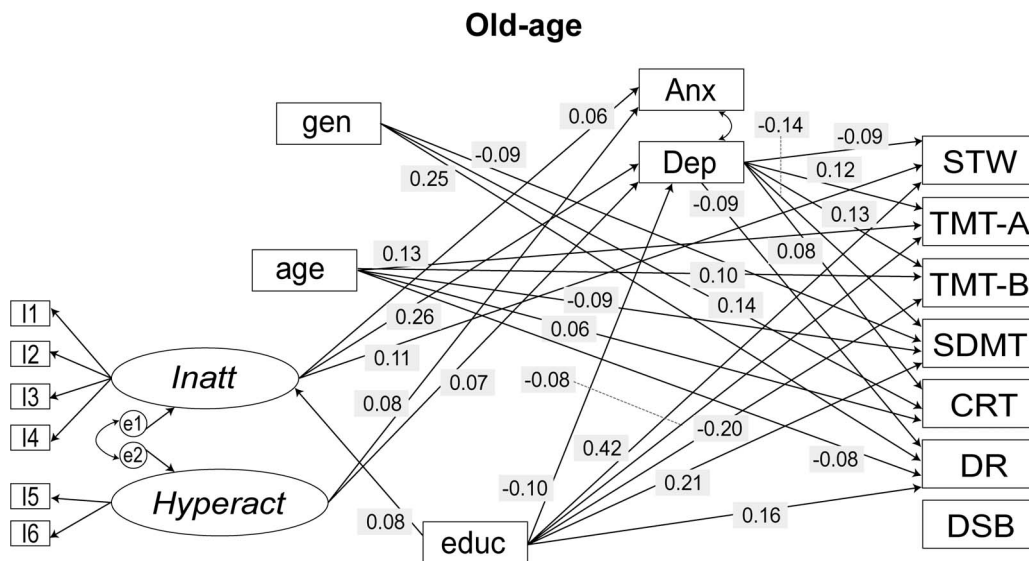 Old-age
Anx
gen
0.06
-0.14
-0.09
-0.09
STW
0.25
Dep
0.12
-0.09
TMT-A
0.13
0.13
age
0.08
0.10
TMT-B
-0.09
0.14
I1
0.26
0.06
SDMT
I2
Inatt
0.11
0.07
-0.08
I3
0.08
CRT
e1
-0.20
I4
e2
0.42
-0.08
DR
0.21
I5
Hyperact
-0.10
0.16
I6
0.08
educ
DSB